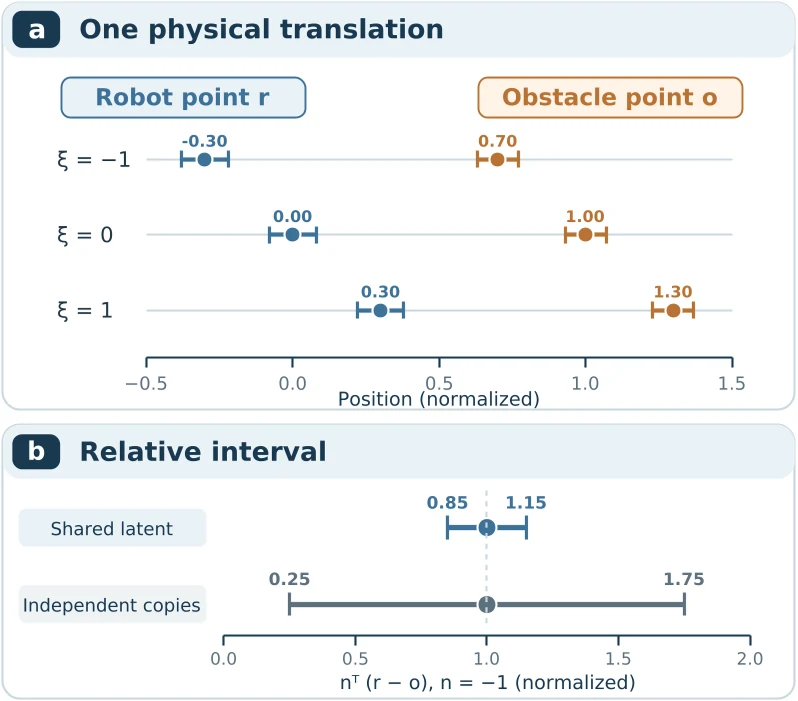 a One physical translation
Robot point r Obstacle point o
-0.30 0.70
ξ = −1
0.00 1.00
ξ = 0
0.30 1.30
ξ = 1
−0.5 0.0 0.5 1.0 1.5
Position (normalized)
b Relative interval
0.85 1.15
Shared latent
0.25 1.75
Independent copies
0.0 0.5 1.0 1.5 2.0
nᵀ (r − o), n = −1 (normalized)